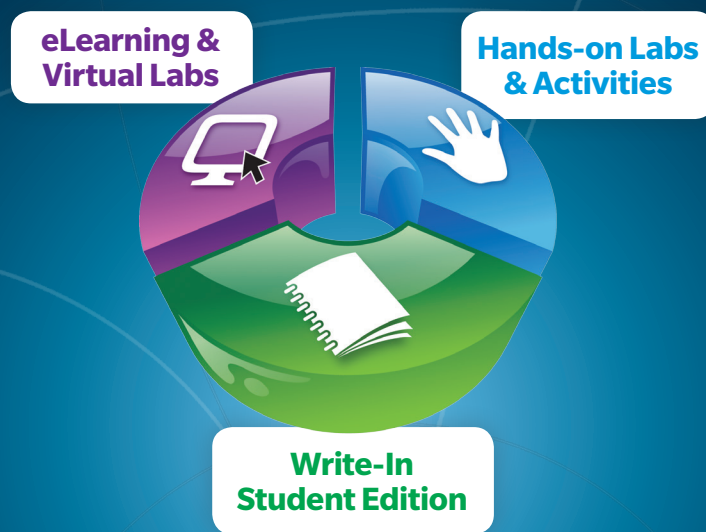 eLearning &
Virtual Labs
Hands-on Labs
& Activities
Write-In
Student Edition